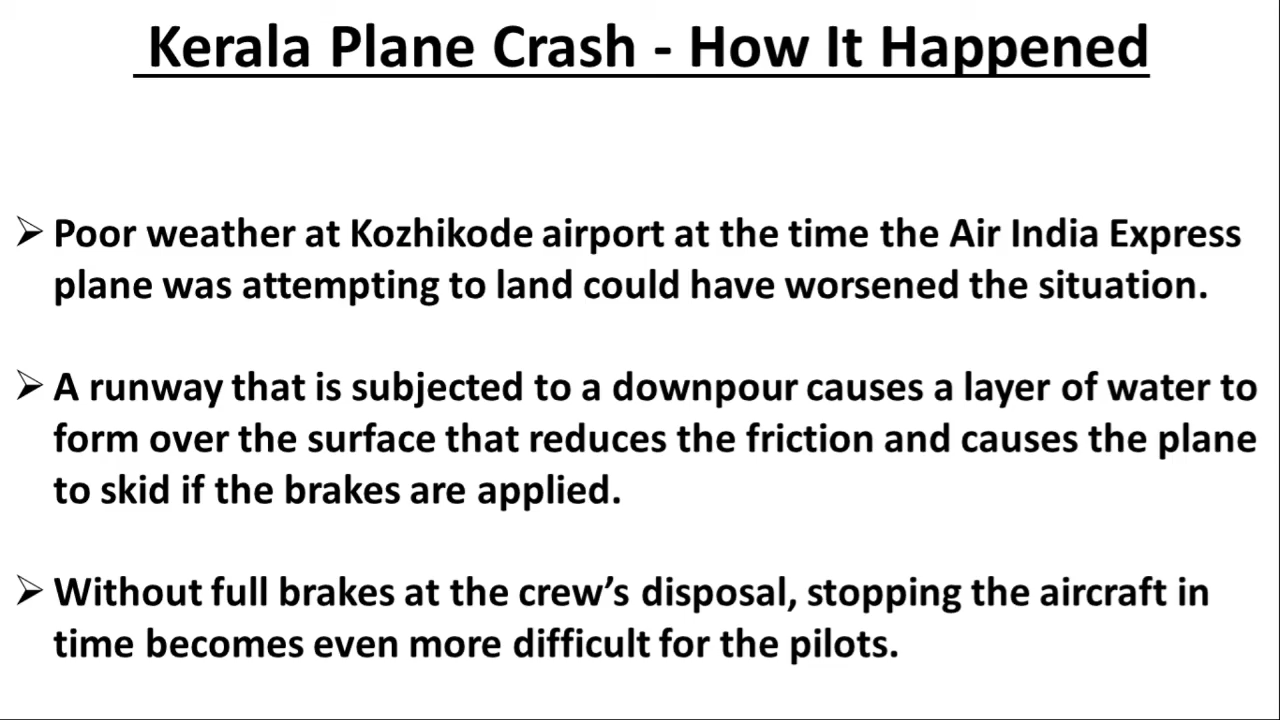 Kerala Plane Crash - How It Happened
➢ Poor weather at Kozhikode airport at the time the Air India Express
plane was attempting to land could have worsened the situation.
➢ A runway that is subjected to a downpour causes a layer of water to
form over the surface that reduces the friction and causes the plane
to skid if the brakes are applied.
➢ Without full brakes at the crew’s disposal, stopping the aircraft in
time becomes even more difficult for the pilots.